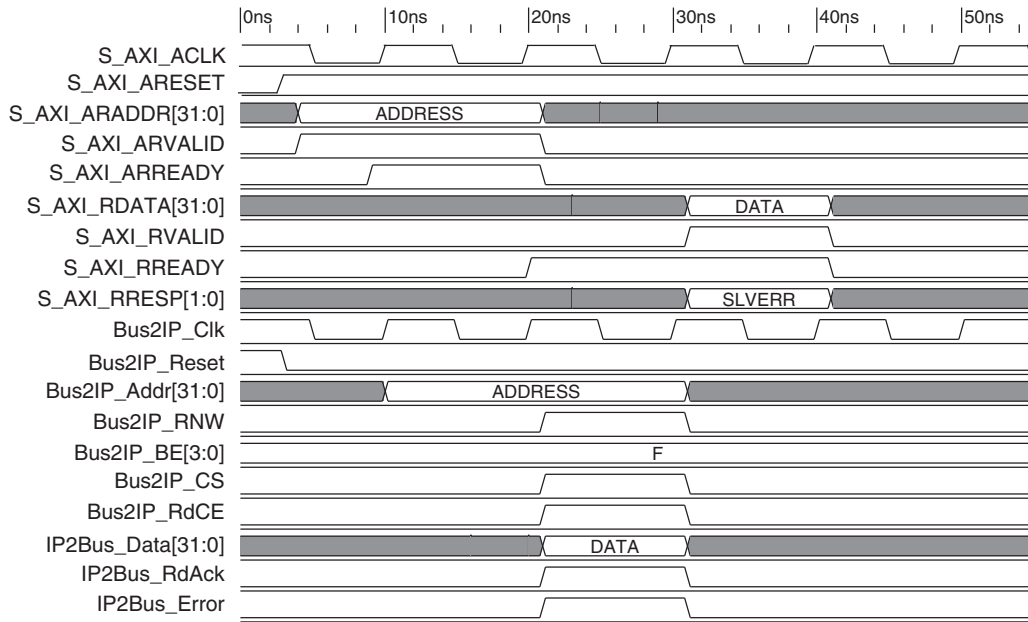 0ns 10ns 20ns 30ns 40ns 50ns
S_AXI_ACLK
S_AXI_ARESET
S_AXI_ARADDR[31:0] ADDRESS
S_AXI_ARVALID
S_AXI_ARREADY
S_AXI_RDATA[31:0] DATA
S_AXI_RVALID
S_AXI_RREADY
S_AXI_RRESP[1:0] SLVERR
Bus2IP_Clk
Bus2IP_Reset
Bus2IP_Addr[31:0] ADDRESS
Bus2IP_RNW
Bus2IP_BE[3:0] F
Bus2IP_CS
Bus2IP_RdCE
IP2Bus_Data[31:0] DATA
IP2Bus_RdAck
IP2Bus_Error